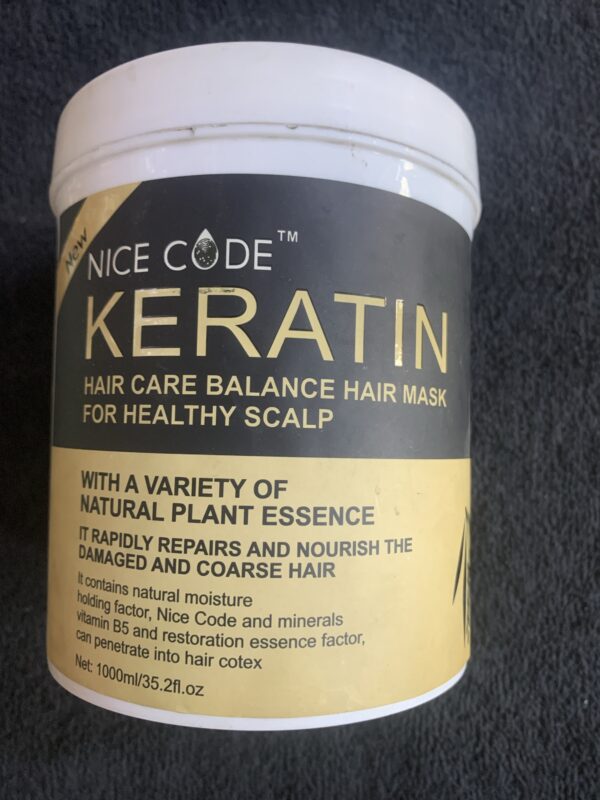 New
NICE CODE™
KERATIN
HAIR CARE BALANCE HAIR MASK
FOR HEALTHY SCALP
WITH A VARIETY OF
NATURAL PLANT ESSENCE
IT RAPIDLY REPAIRS AND NOURISH THE
DAMAGED AND COARSE HAIR
It contains natural moisture
holding factor, Nice Code and minerals
vitamin B5 and restoration essence factor,
can penetrate into hair cotex
Net: 1000ml/35.2fl.oz